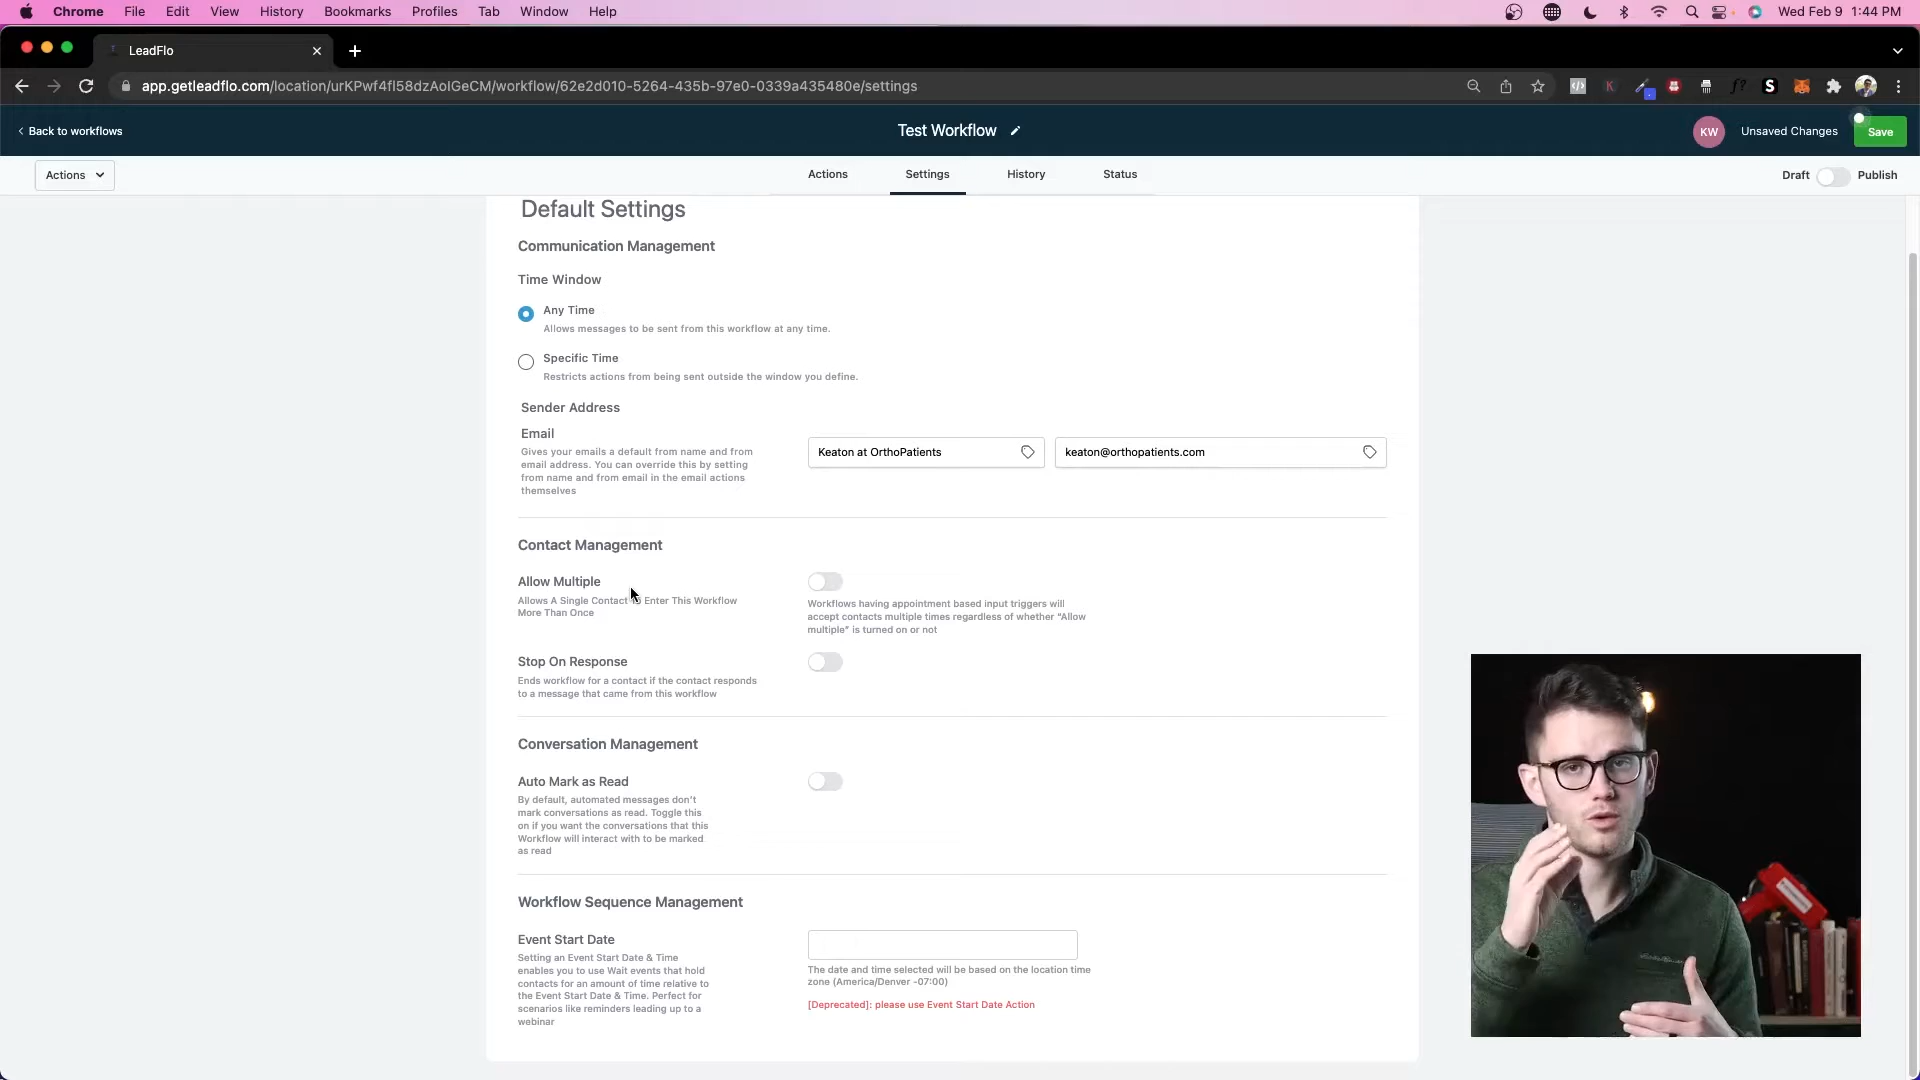 Chrome File Edit View History Bookmarks Profiles Tab Window Help Wed Feb 9 1:44 PM
LeadFlo
app.getleadflo.com/location/urKPwf4fl58dzAoIGeCM/workflow/62e2d010-5264-435b-97e0-0339a435480e/settings
Back to workflows
Test Workflow
KW Unsaved Changes Save
Actions
Actions Settings History Status
Draft Publish
Default Settings
Communication Management
Time Window
Any Time
Allows messages to be sent from this workflow at any time.
Specific Time
Restricts actions from being sent outside the window you define.
Sender Address
Email
Gives your emails a default from name and from
email address. You can override this by setting
from name and from email in the email actions
themselves
Keaton at OrthoPatients
keaton@orthopatients.com
Contact Management
Allow Multiple
Allows A Single Contact To Enter This Workflow
More Than Once
Workflows having appointment based input triggers will
accept contacts multiple times regardless of whether "Allow
multiple" is turned on or not
Stop On Response
Ends workflow for a contact if the contact responds
to a message that came from this workflow
Conversation Management
Auto Mark as Read
By default, automated messages don't
mark conversations as read. Toggle this
on if you want the conversations that this
Workflow will interact with to be marked
as read
Workflow Sequence Management
Event Start Date
Setting an Event Start Date & Time
enables you to use Wait events that hold
contacts for an amount of time relative to
the Event Start Date & Time. Perfect for
scenarios like reminders leading up to a
webinar
The date and time selected will be based on the location time
zone (America/Denver -07:00)
[Deprecated]: please use Event Start Date Action